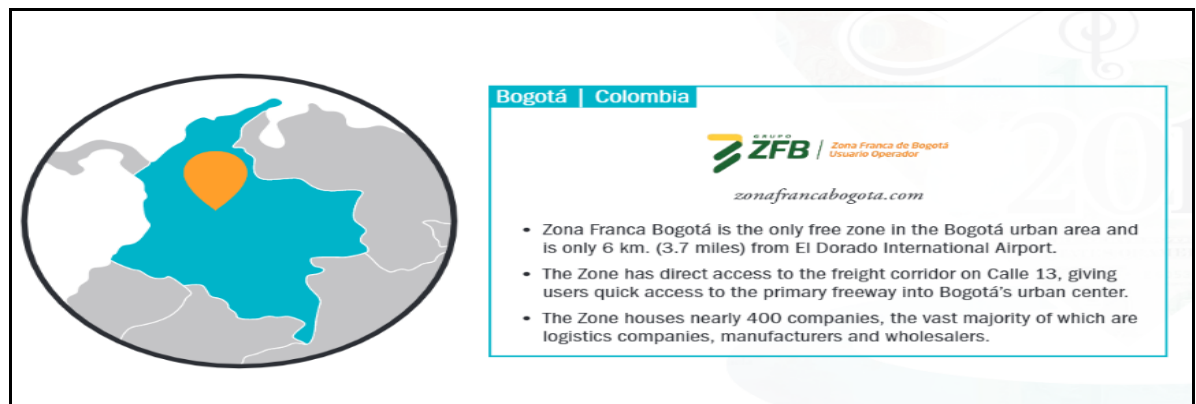 Bogotá | Colombia
GRUPO
ZFB | Zona Franca de Bogotá
Usuario Operador
zonafrancabogota.com
• Zona Franca Bogotá is the only free zone in the Bogotá urban area and
is only 6 km. (3.7 miles) from El Dorado International Airport.
• The Zone has direct access to the freight corridor on Calle 13, giving
users quick access to the primary freeway into Bogotá's urban center.
• The Zone houses nearly 400 companies, the vast majority of which are
logistics companies, manufacturers and wholesalers.